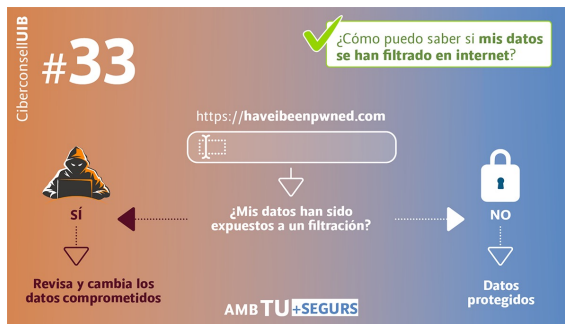 CiberconsellUIB
#33
¿Cómo puedo saber si mis datos
se han filtrado en internet?
https://haveibeenpwned.com
¿Mis datos han sido
expuestos a un filtración?
SÍ
NO
Revisa y cambia los
datos comprometidos
Datos
protegidos
AMB TU +SEGURS